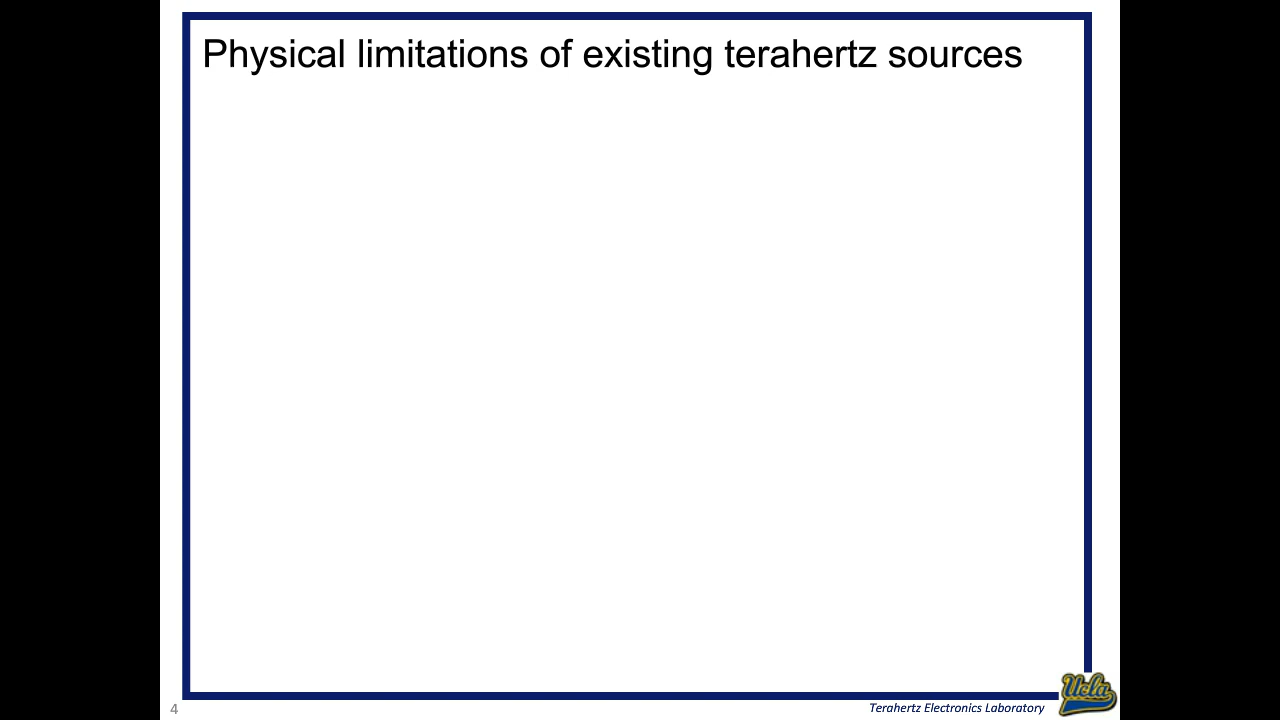 Physical limitations of existing terahertz sources
4
Terahertz Electronics Laboratory
Ucla